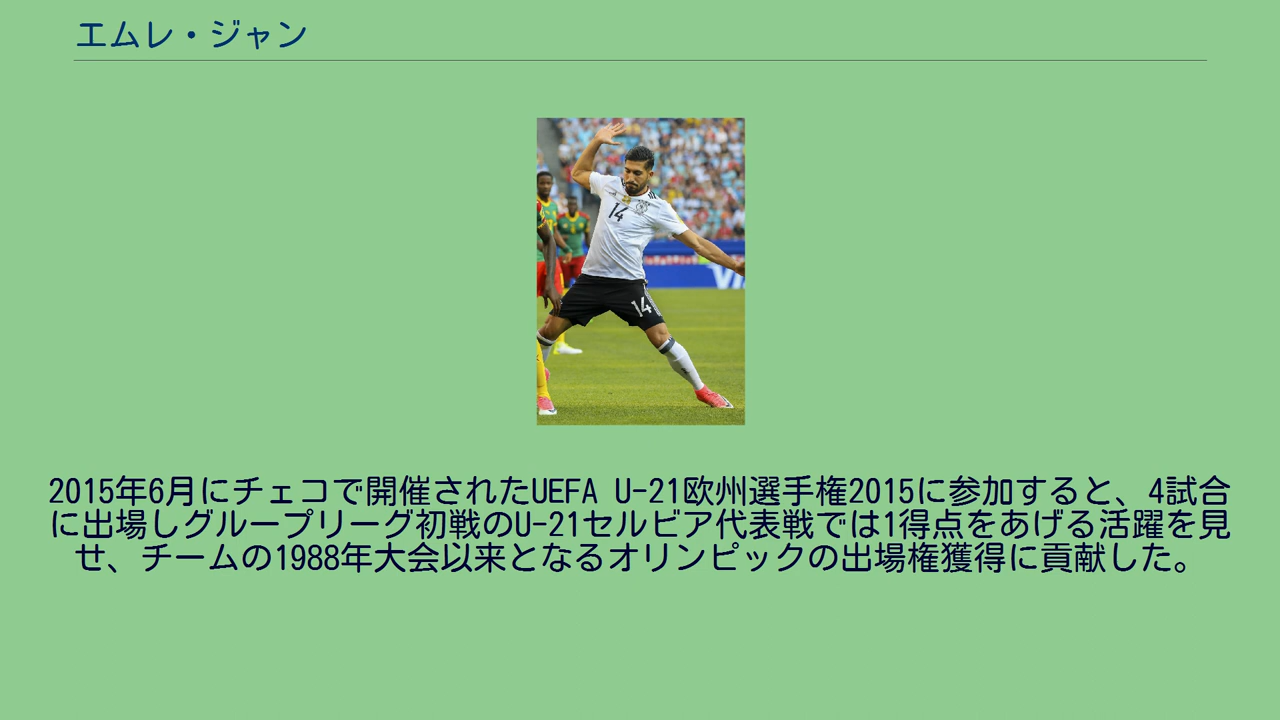 エムレ・ジャン
14
14
VI
2015年6月にチェコで開催されたUEFA U-21欧州選手権2015に参加すると、4試合
に出場しグループリーグ初戦のU-21セルビア代表戦では1得点をあげる活躍を見
せ、チームの1988年大会以来となるオリンピックの出場権獲得に貢献した。